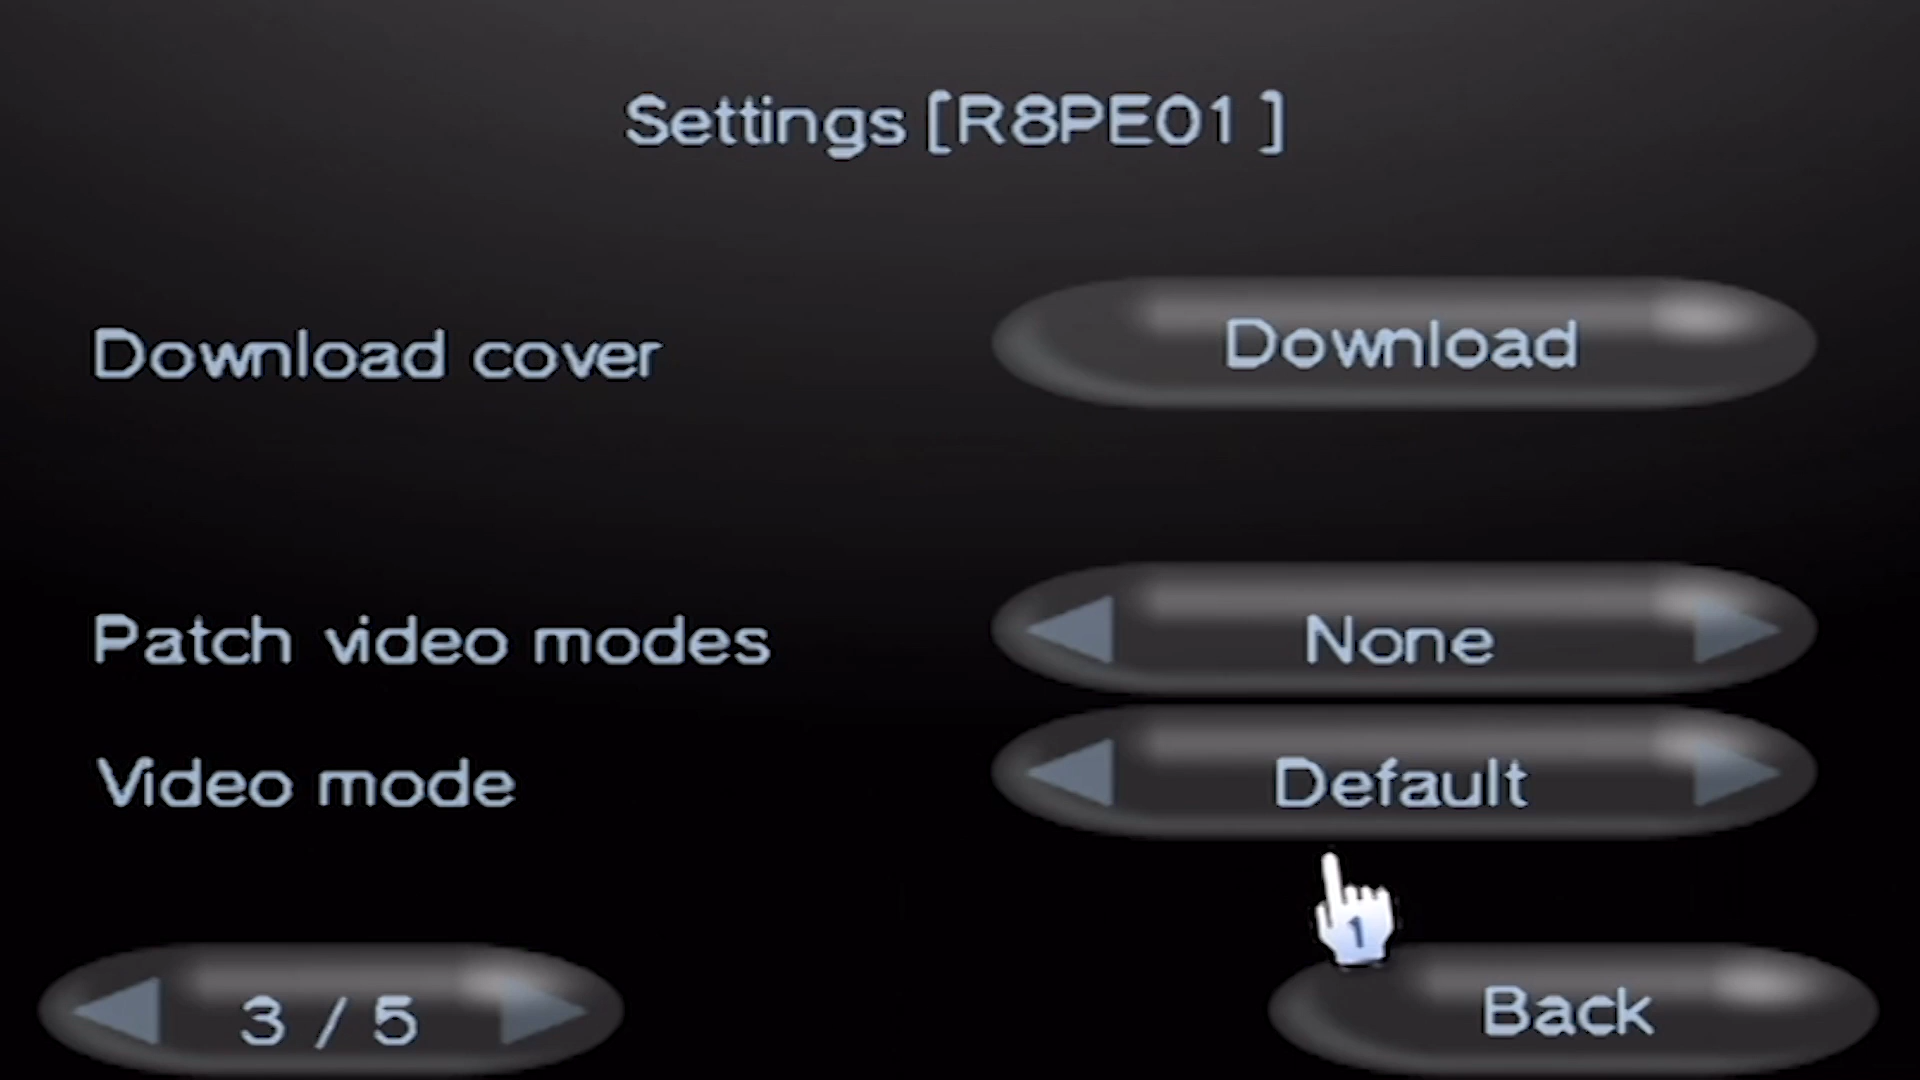 Settings [R8PE01 ]
Download cover
Download
Patch video modes
None
Video mode
Default
1
3 / 5
Back